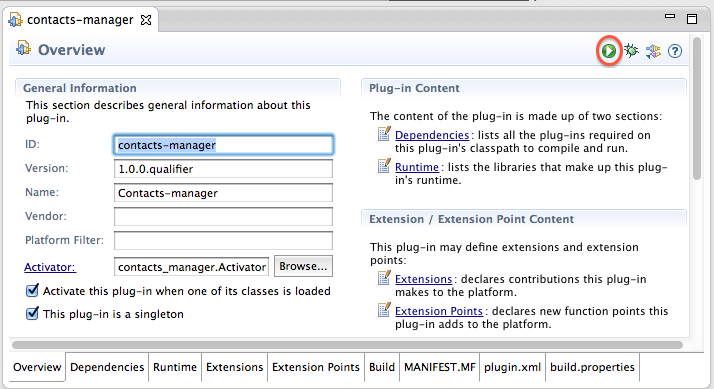 contacts-manager
Overview
General Information
This section describes general information about this
plug-in.
ID: contacts-manager
Version: 1.0.0.qualifier
Name: Contacts-manager
Vendor:
Platform Filter:
Activator: contacts_manager.Activator Browse...
Activate this plug-in when one of its classes is loaded
This plug-in is a singleton
Plug-in Content
The content of the plug-in is made up of two sections:
Dependencies: lists all the plug-ins required on
this plug-in's classpath to compile and run.
Runtime: lists the libraries that make up this plug-
in's runtime.
Extension / Extension Point Content
This plug-in may define extensions and extension
points:
Extensions: declares contributions this plug-in
makes to the platform.
Extension Points: declares new function points this
plug-in adds to the platform.
Overview Dependencies Runtime Extensions Extension Points Build MANIFEST.MF plugin.xml build.properties